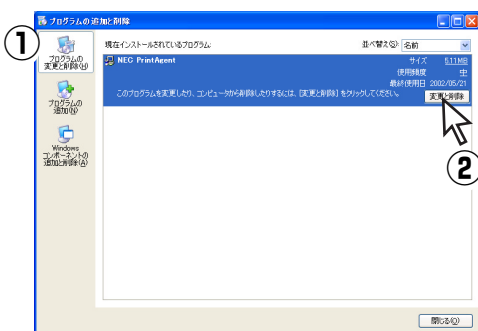 プログラムの追加と削除
①
プログラムの
変更と削除(H)
プログラムの
追加(N)
Windows
コンポーネントの
追加と削除(A)
現在インストールされているプログラム:
並べ替え(S): 名前
NEC PrintAgent
サイズ 5.11MB
使用頻度 中
最終使用日 2002/05/21
このプログラムを変更したり、コンピュータから削除したりするには、[変更と削除] をクリックしてください。
変更と削除
②
閉じる(O)